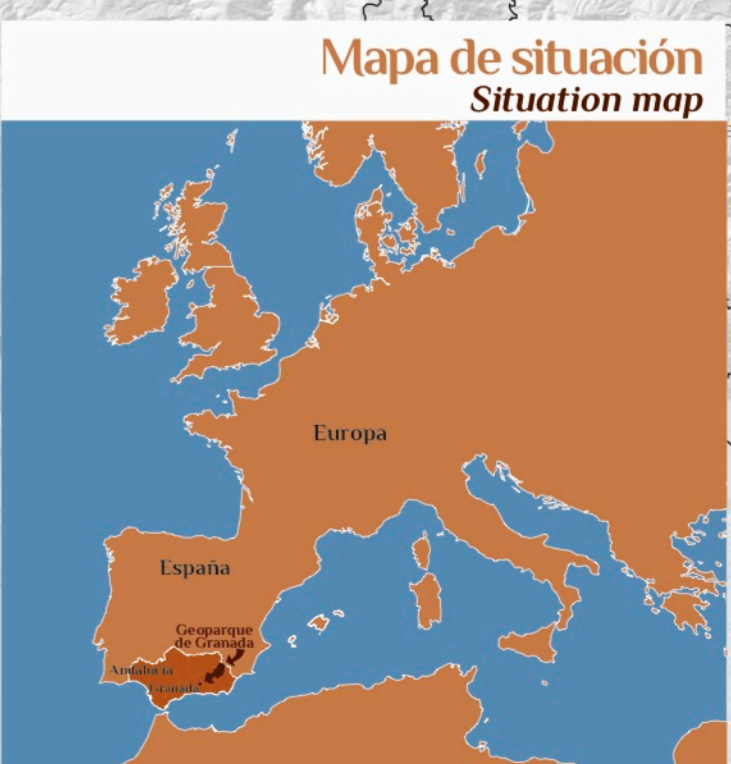 Mapa de situación
Situation map
Europa
España
Geoparque
de Granada
Andalucía
Granada